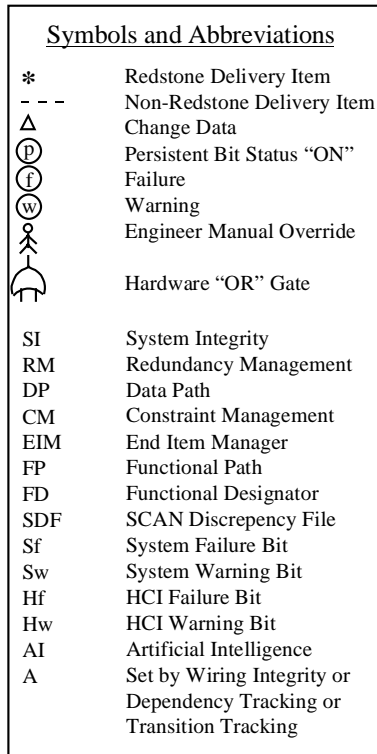 Symbols and Abbreviations
* Redstone Delivery Item
--- Non-Redstone Delivery Item
Δ Change Data
p Persistent Bit Status “ON”
f Failure
w Warning
Engineer Manual Override
Hardware “OR” Gate
SI System Integrity
RM Redundancy Management
DP Data Path
CM Constraint Management
EIM End Item Manager
FP Functional Path
FD Functional Designator
SDF SCAN Discrepency File
Sf System Failure Bit
Sw System Warning Bit
Hf HCI Failure Bit
Hw HCI Warning Bit
AI Artificial Intelligence
A Set by Wiring Integrity or
Dependency Tracking or
Transition Tracking